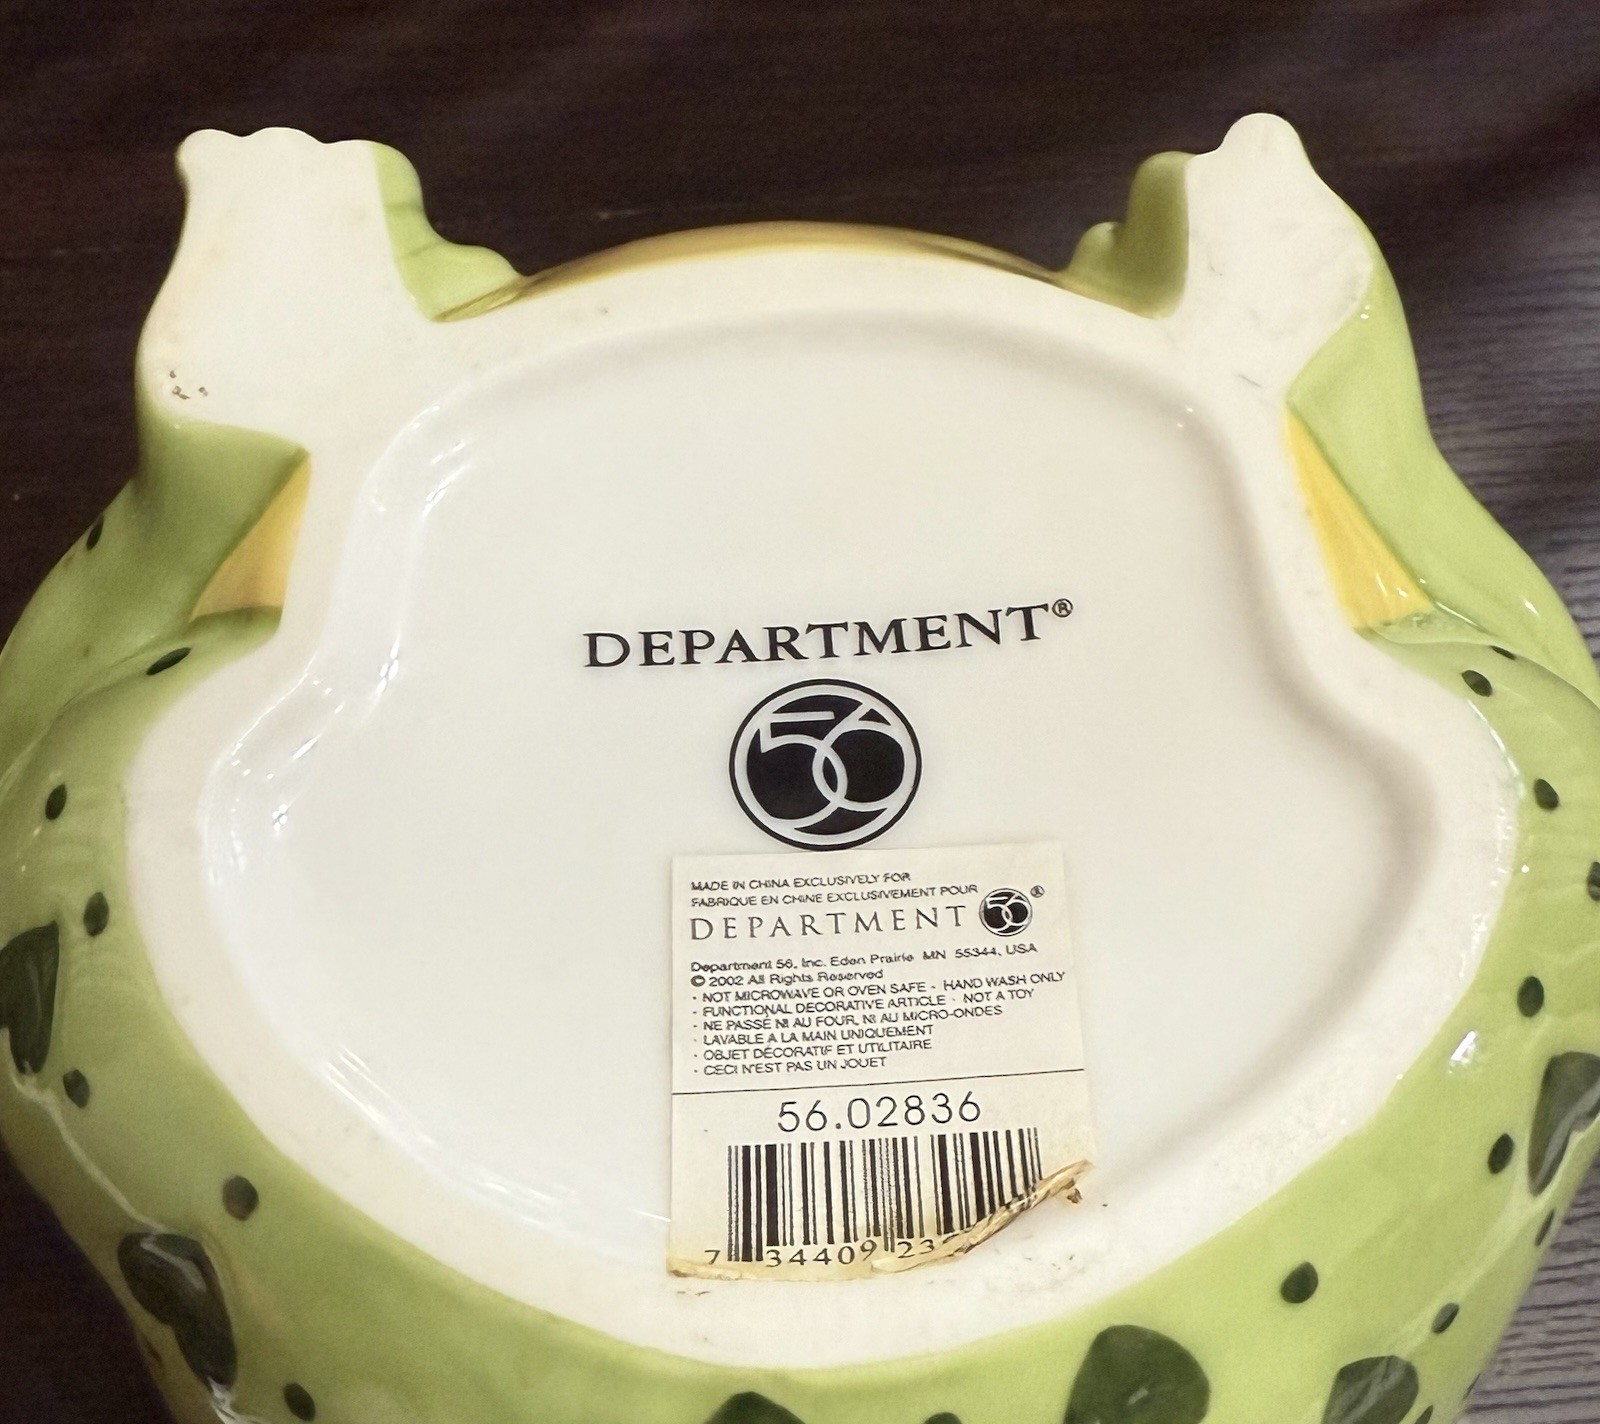 DEPARTMENT®
56
MADE IN CHINA EXCLUSIVELY FOR
FABRIQUE EN CHINE EXCLUSIVEMENT POUR
DEPARTMENT 56®
Department 56, Inc. Eden Prairie MN 55344, USA
© 2002 All Rights Reserved
· NOT MICROWAVE OR OVEN SAFE · HAND WASH ONLY
· FUNCTIONAL DECORATIVE ARTICLE · NOT A TOY
· NE PASSE NI AU FOUR, NI AU MICRO-ONDES
· LAVABLE A LA MAIN UNIQUEMENT
· OBJET DÉCORATIF ET UTILITAIRE
· CECI N'EST PAS UN JOUET
56.02836
7 34409 23